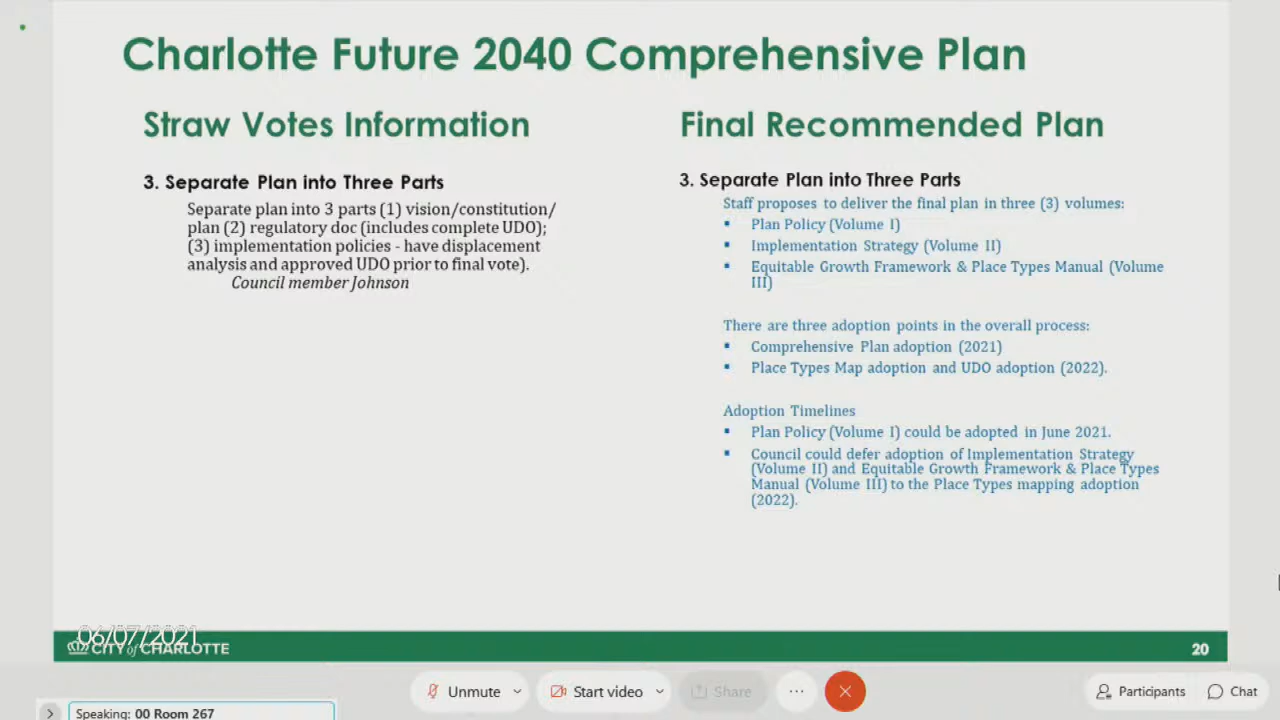 Charlotte Future 2040 Comprehensive Plan
Straw Votes Information
3. Separate Plan into Three Parts
Separate plan into 3 parts (1) vision/constitution/
plan (2) regulatory doc (includes complete UDO);
(3) implementation policies - have displacement
analysis and approved UDO prior to final vote).
Council member Johnson
Final Recommended Plan
3. Separate Plan into Three Parts
Staff proposes to deliver the final plan in three (3) volumes:
▪ Plan Policy (Volume I)
▪ Implementation Strategy (Volume II)
▪ Equitable Growth Framework & Place Types Manual (Volume
III)
There are three adoption points in the overall process:
▪ Comprehensive Plan adoption (2021)
▪ Place Types Map adoption and UDO adoption (2022).
Adoption Timelines
▪ Plan Policy (Volume I) could be adopted in June 2021.
▪ Council could defer adoption of Implementation Strategy
(Volume II) and Equitable Growth Framework & Place Types
Manual (Volume III) to the Place Types mapping adoption
(2022).
06/07/2021
CITY of CHARLOTTE
20
Unmute
Start video
Share
Participants
Chat
Speaking: 00 Room 267